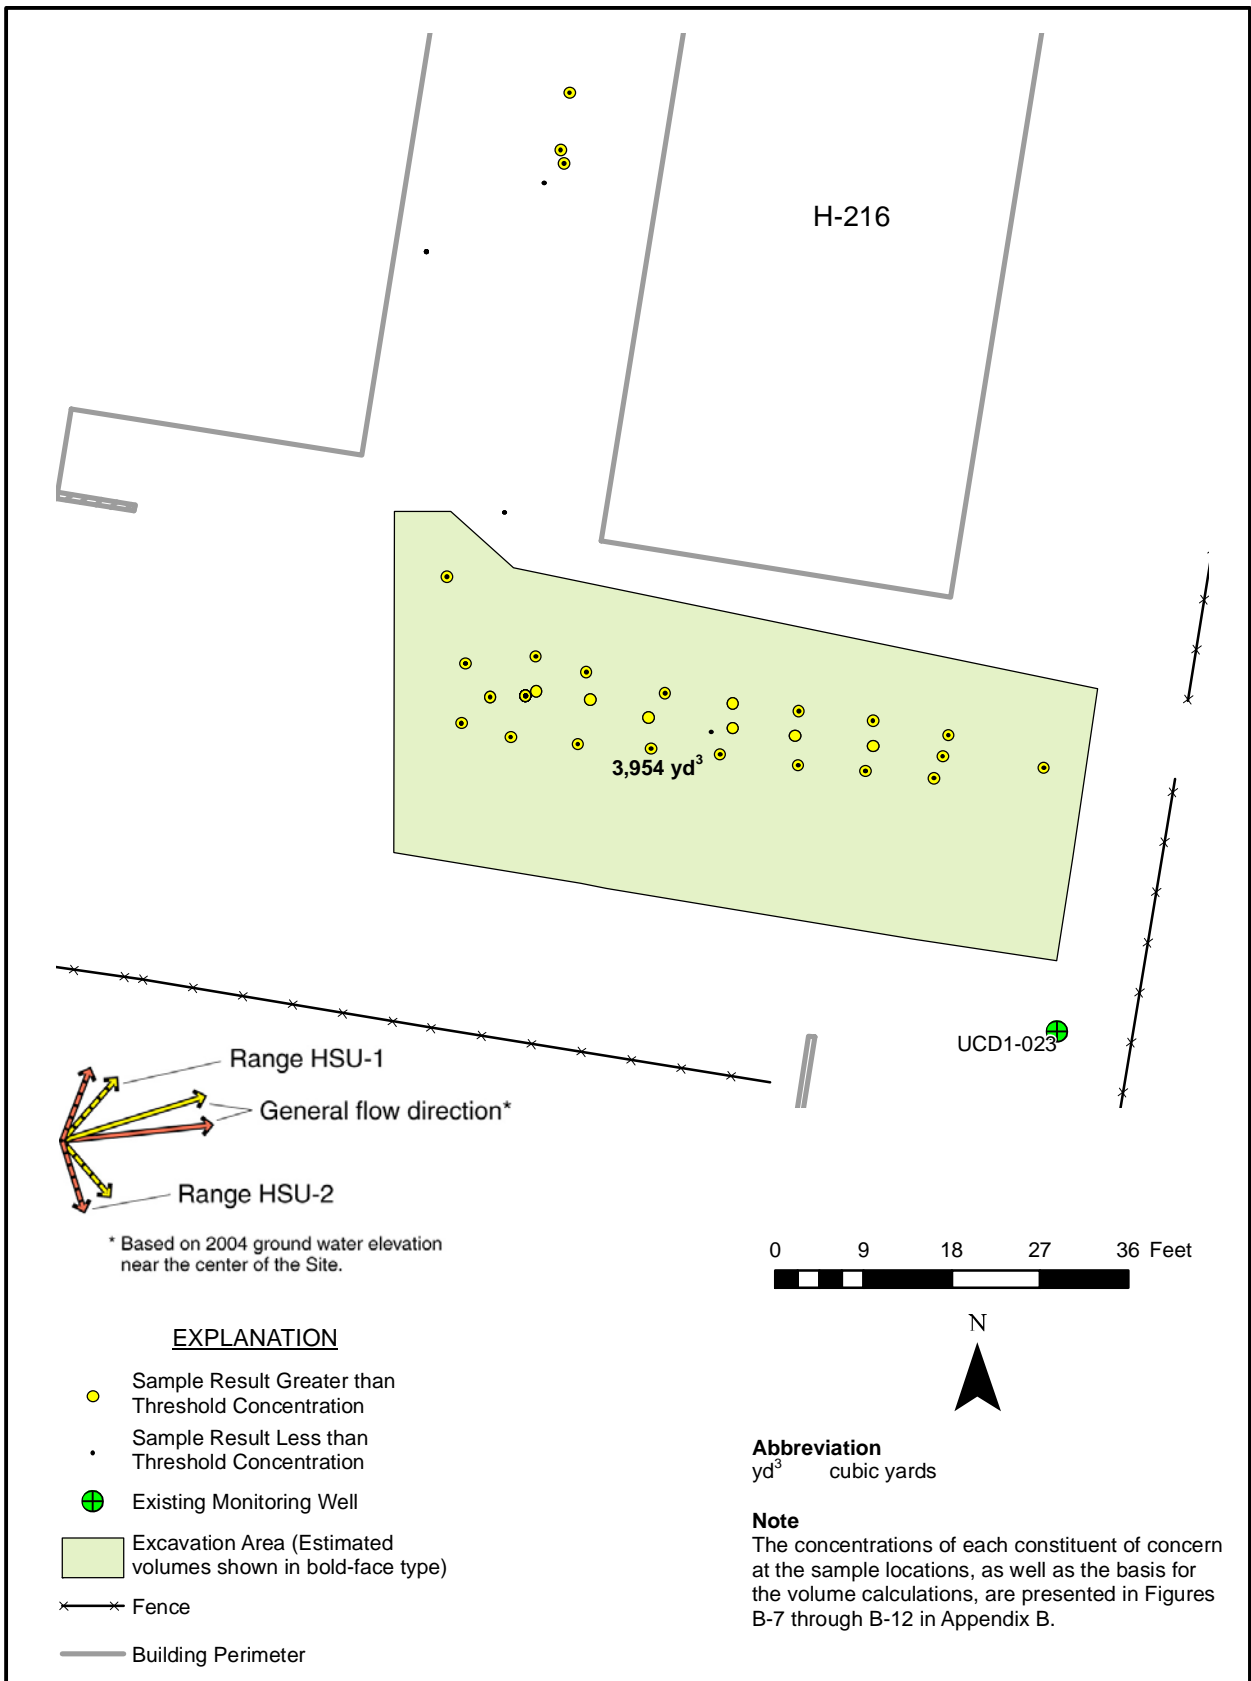 H-216
3,954 yd³
UCD1-023
Range HSU-1
General flow direction*
Range HSU-2
* Based on 2004 ground water elevation
near the center of the Site.
0 9 18 27 36 Feet
N
EXPLANATION
Sample Result Greater than
Threshold Concentration
Sample Result Less than
Threshold Concentration
Existing Monitoring Well
Excavation Area (Estimated
volumes shown in bold-face type)
Fence
Building Perimeter
Abbreviation
yd³ cubic yards
Note
The concentrations of each constituent of concern
at the sample locations, as well as the basis for
the volume calculations, are presented in Figures
B-7 through B-12 in Appendix B.